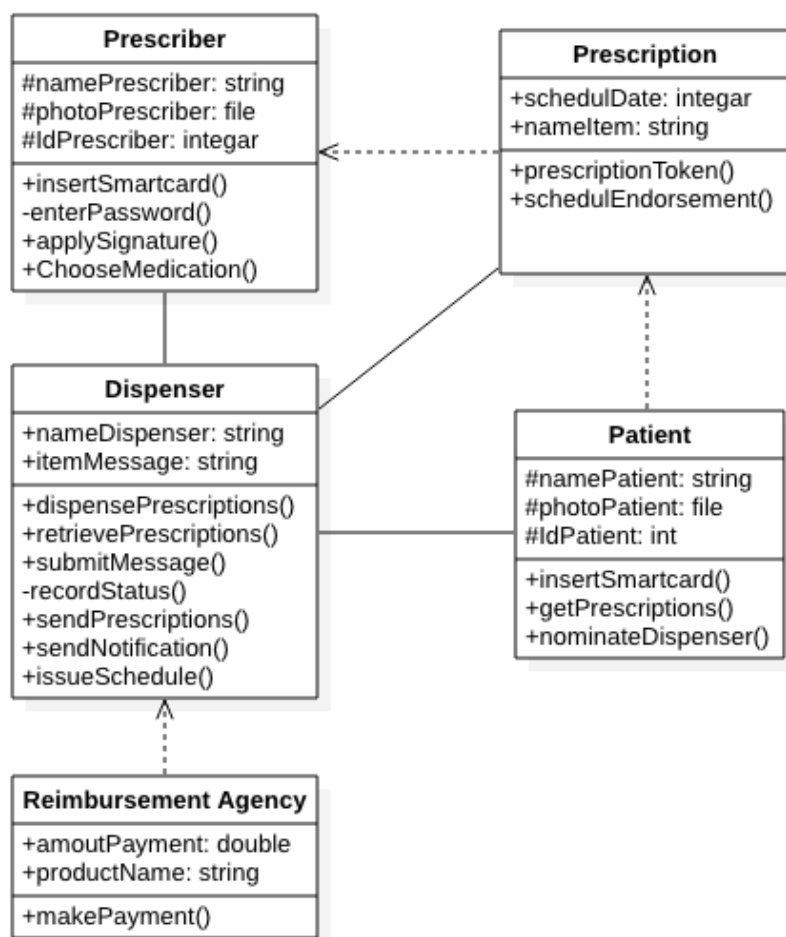 Prescriber
#namePrescriber: string
#photoPrescriber: file
#IdPrescriber: integar
+insertSmartcard()
-enterPassword()
+applySignature()
+ChooseMedication()
Prescription
+schedulDate: integar
+nameItem: string
+prescriptionToken()
+schedulEndorsement()
Dispenser
+nameDispenser: string
+itemMessage: string
+dispensePrescriptions()
+retrievePrescriptions()
+submitMessage()
-recordStatus()
+sendPrescriptions()
+sendNotification()
+issueSchedule()
Patient
#namePatient: string
#photoPatient: file
#IdPatient: int
+insertSmartcard()
+getPrescriptions()
+nominateDispenser()
Reimbursement Agency
+amoutPayment: double
+productName: string
+makePayment()